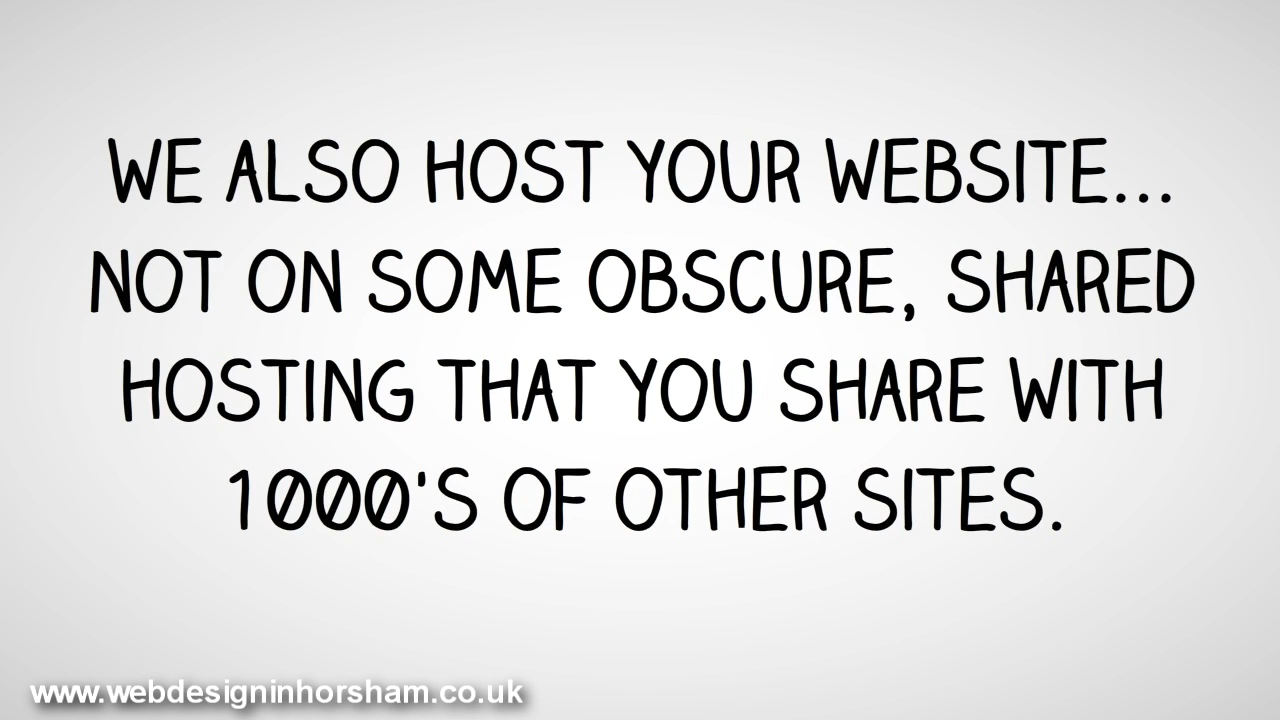 WE ALSO HOST YOUR WEBSITE...
NOT ON SOME OBSCURE, SHARED
HOSTING THAT YOU SHARE WITH
1000'S OF OTHER SITES.
www.webdesigninhorsham.co.uk